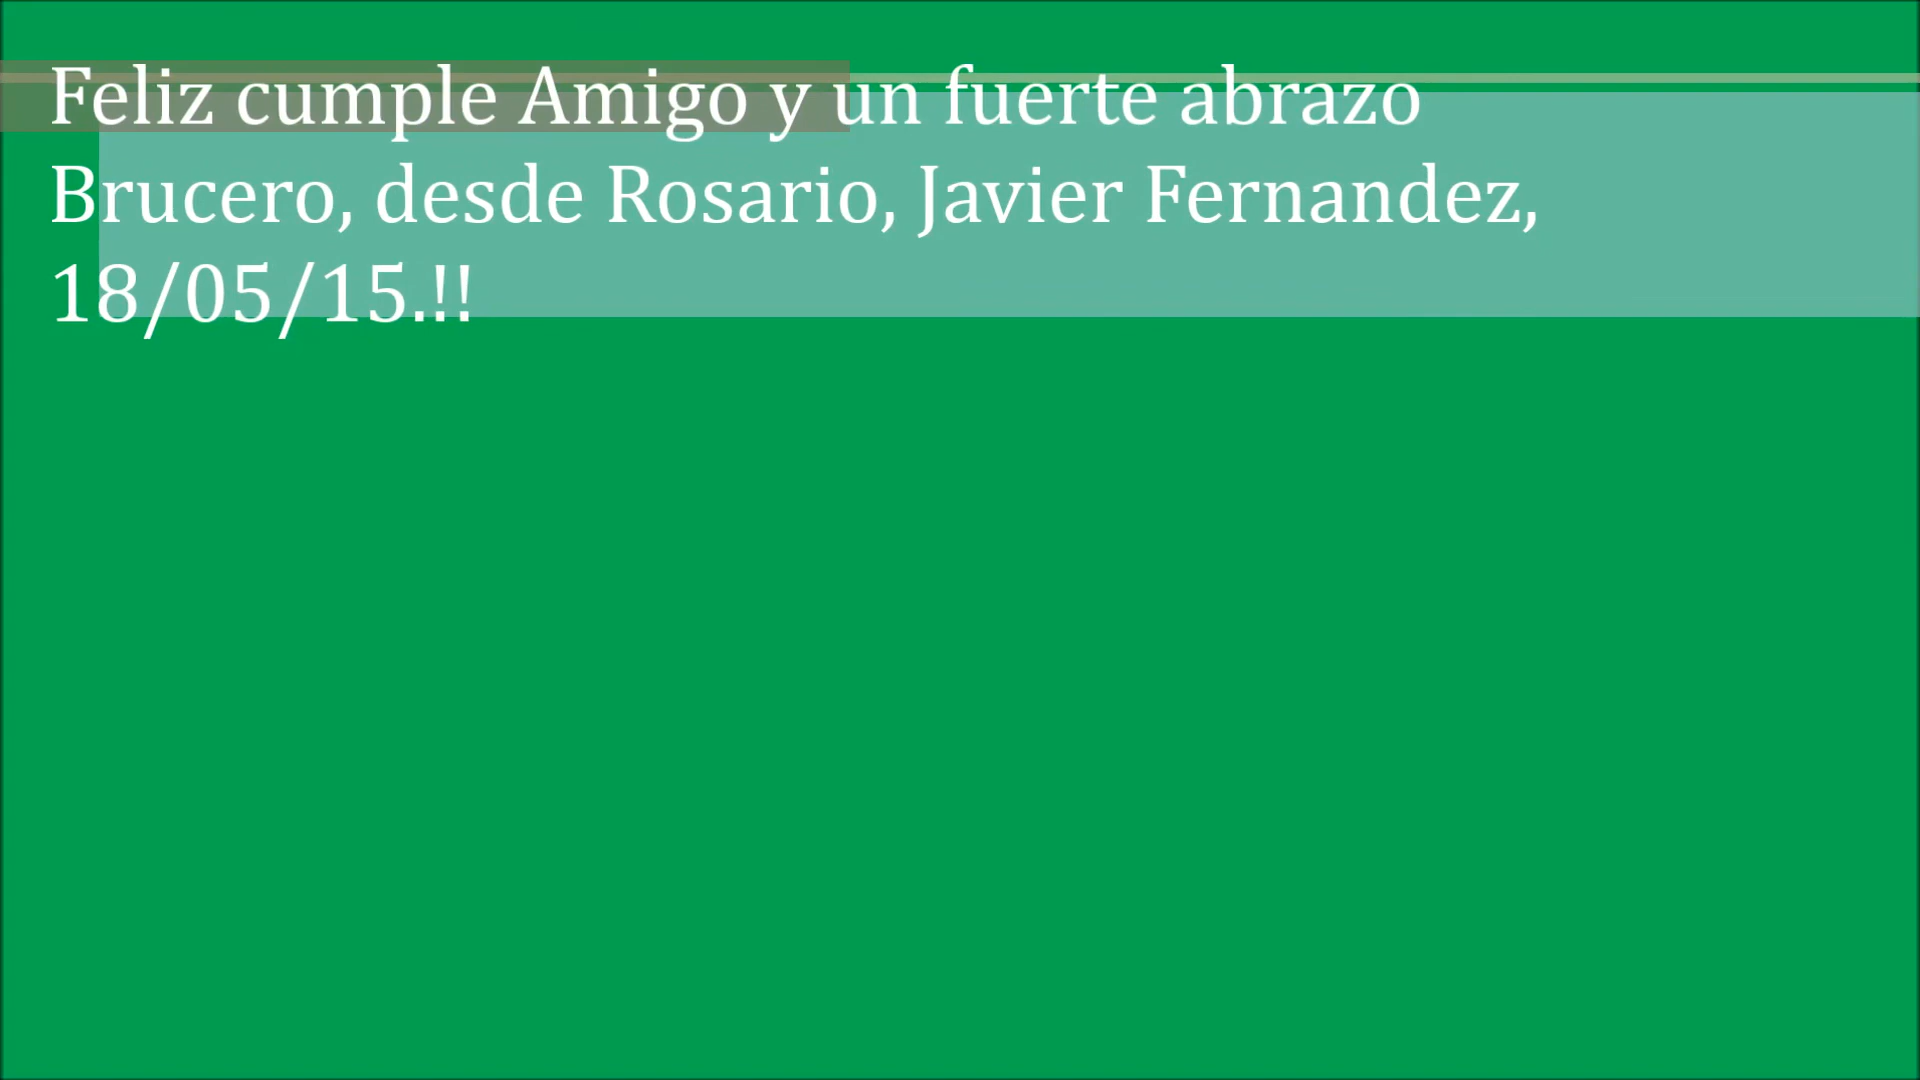 Feliz cumple Amigo y un fuerte abrazo
Brucero, desde Rosario, Javier Fernandez,
18/05/15.!!